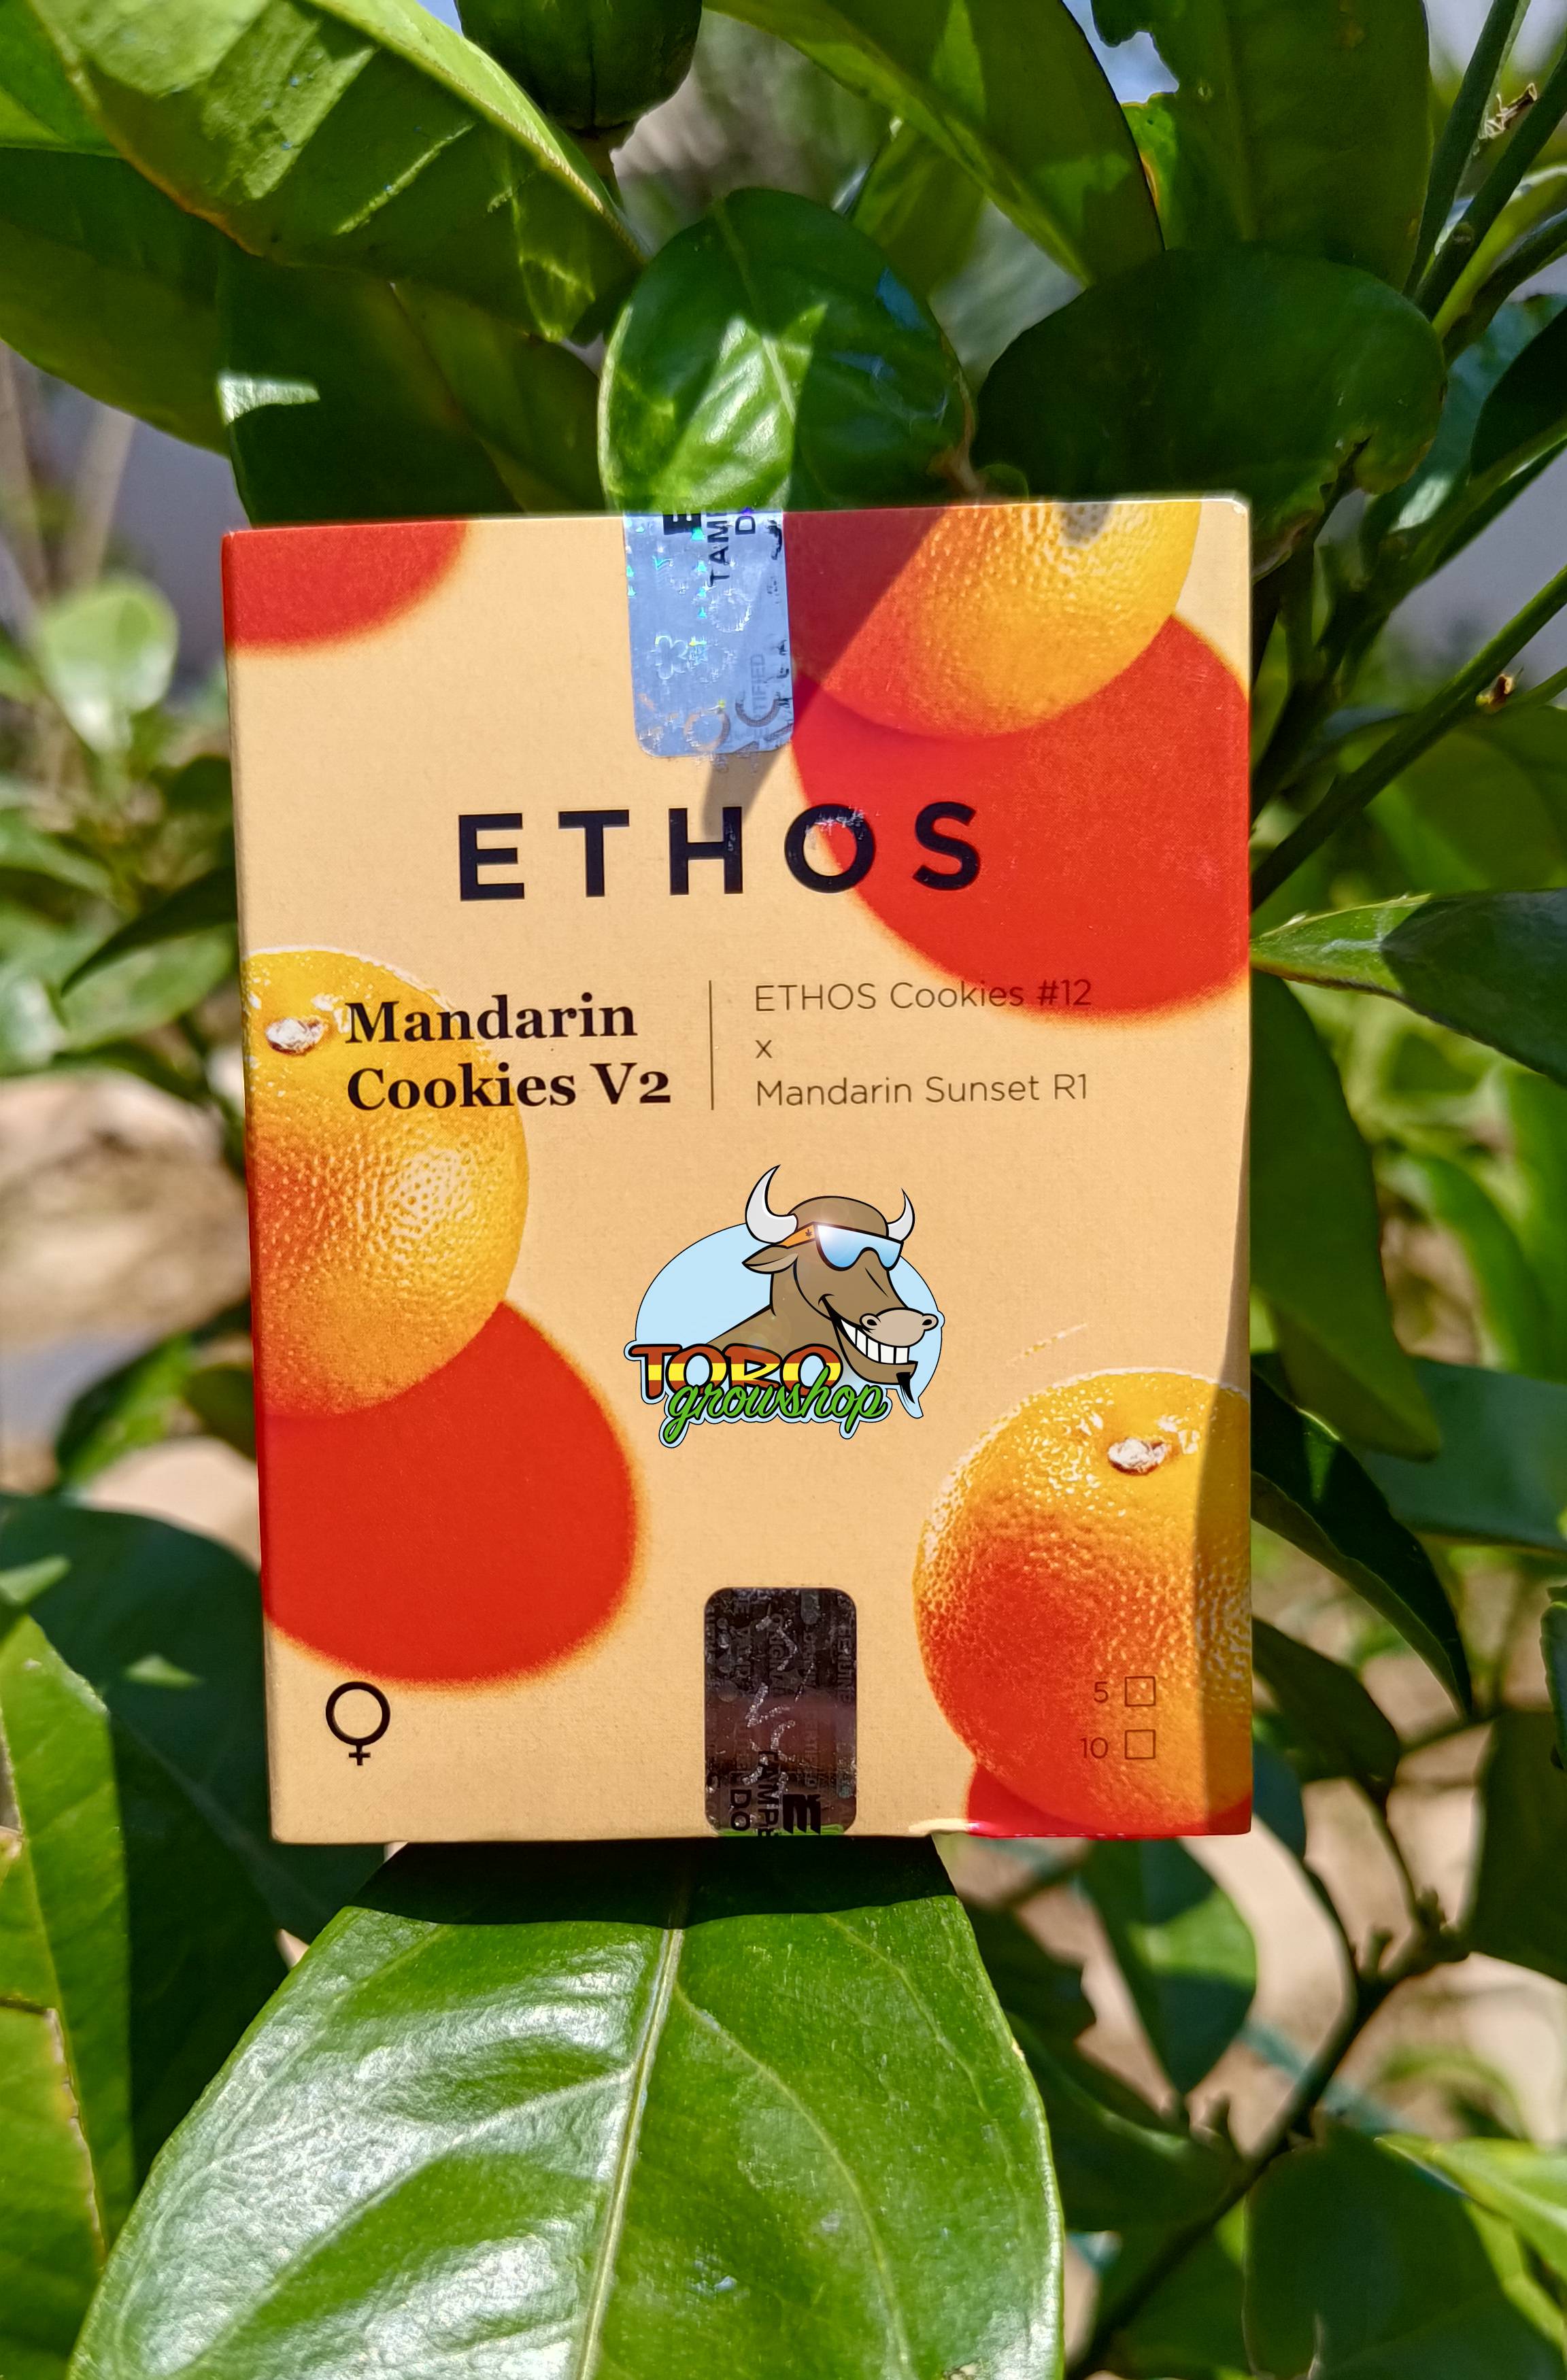 ETHOS
Mandarin
Cookies V2
ETHOS Cookies #12
x
Mandarin Sunset R1
TORO
growshop
5
10